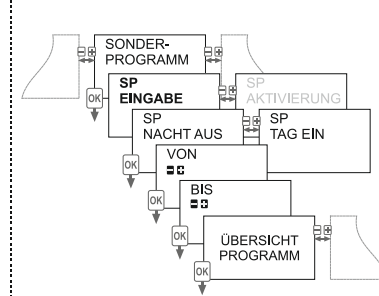 SONDER-
PROGRAMM
SP
EINGABE
SP
AKTIVIERUNG
SP
NACHT AUS
SP
TAG EIN
VON
BIS
ÜBERSICHT
PROGRAMM
OK
OK
OK
OK
OK